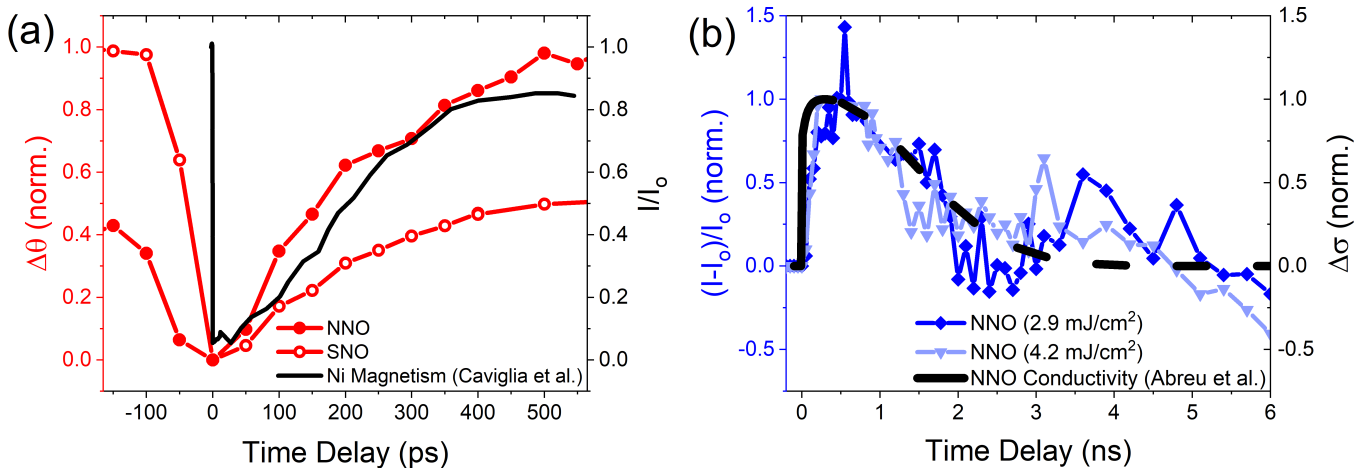 (a)
1.0
0.8
0.6
0.4
0.2
0.0
Δθ (norm.)
1.0
0.8
0.6
0.4
0.2
0.0
I/I₀
NNO
SNO
Ni Magnetism (Caviglia et al.)
-100 0 100 200 300 400 500
Time Delay (ps)
(b)
1.5
1.0
0.5
0.0
-0.5
(I-I₀)/I₀ (norm.)
1.5
1.0
0.5
0.0
-0.5
Δσ (norm.)
NNO (2.9 mJ/cm²)
NNO (4.2 mJ/cm²)
NNO Conductivity (Abreu et al.)
0 1 2 3 4 5 6
Time Delay (ns)